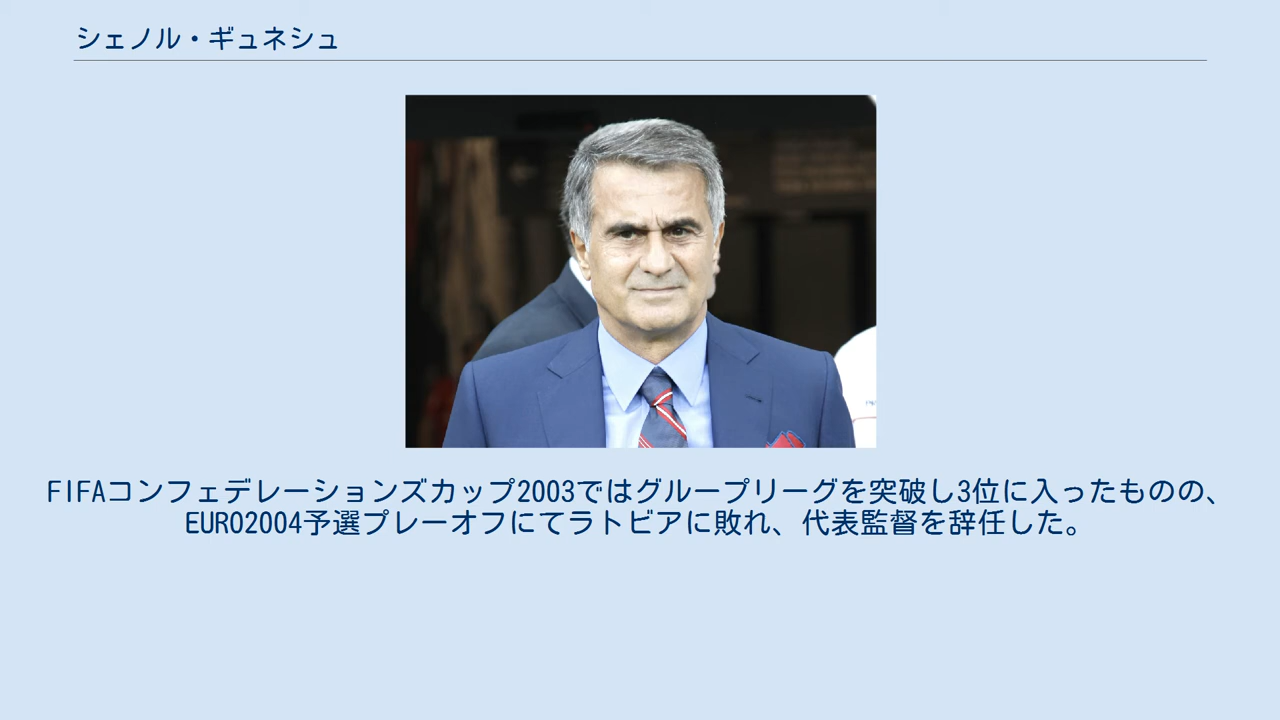 シェノル・ギュネシュ
FIFAコンフェデレーションズカップ2003ではグループリーグを突破し3位に入ったものの、
EURO2004予選プレーオフにてラトビアに敗れ、代表監督を辞任した。